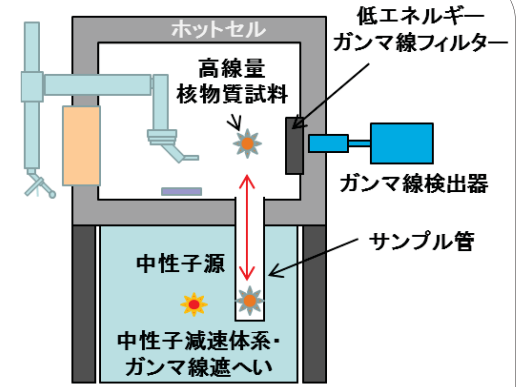 ホットセル
低エネルギー
ガンマ線フィルター
高線量
核物質試料
ガンマ線検出器
サンプル管
中性子源
中性子減速体系・
ガンマ線遮へい